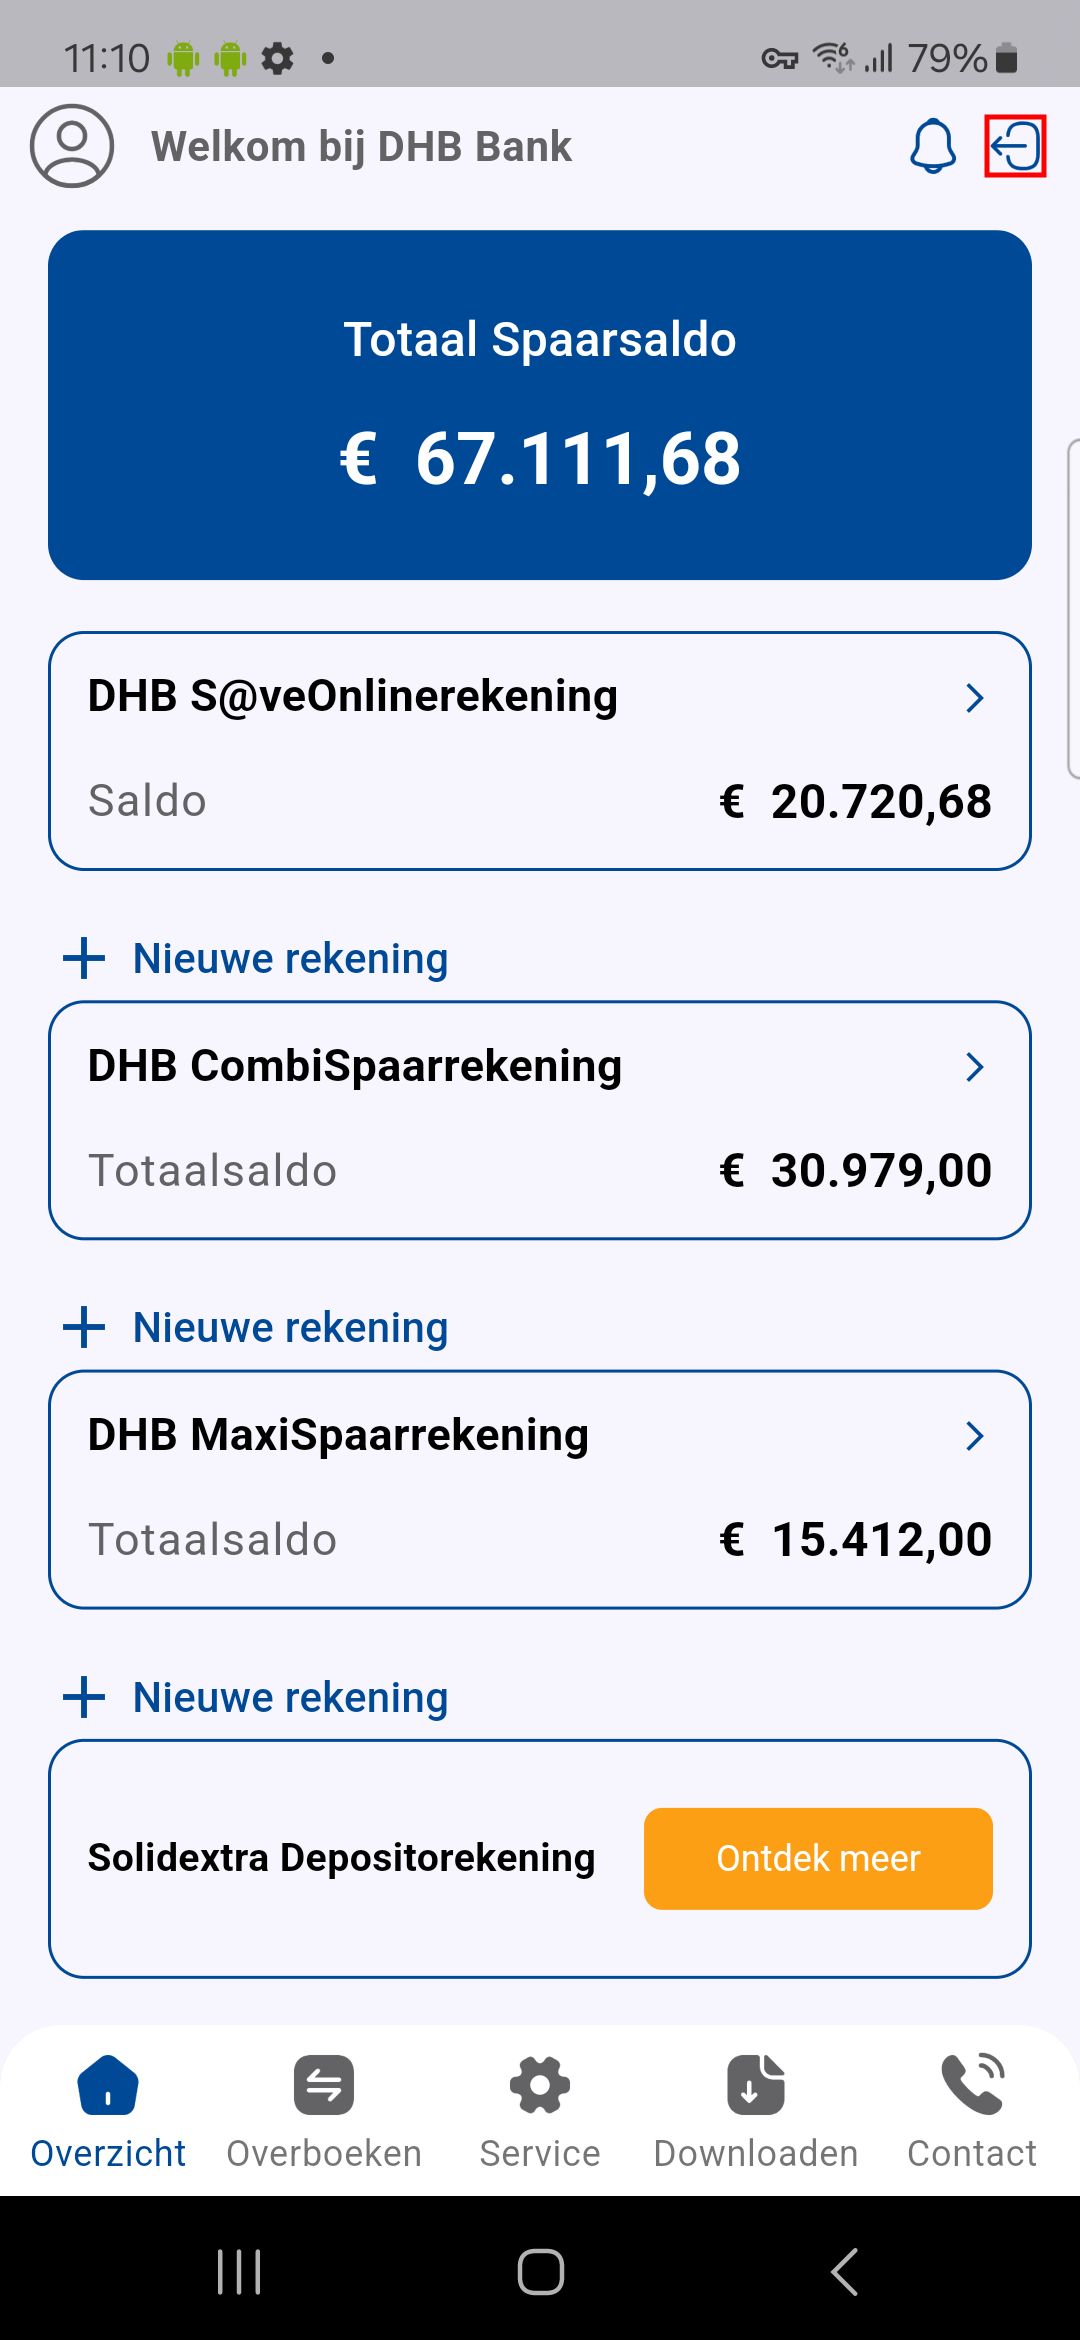 11:10 79%
Welkom bij DHB Bank
Totaal Spaarsaldo
€ 67.111,68
DHB S@veOnlinerekening
Saldo € 20.720,68
Nieuwe rekening
DHB CombiSpaarrekening
Totaalsaldo € 30.979,00
Nieuwe rekening
DHB MaxiSpaarrekening
Totaalsaldo € 15.412,00
Nieuwe rekening
Solidextra Depositorekening Ontdek meer
Overzicht Overboeken Service Downloaden Contact